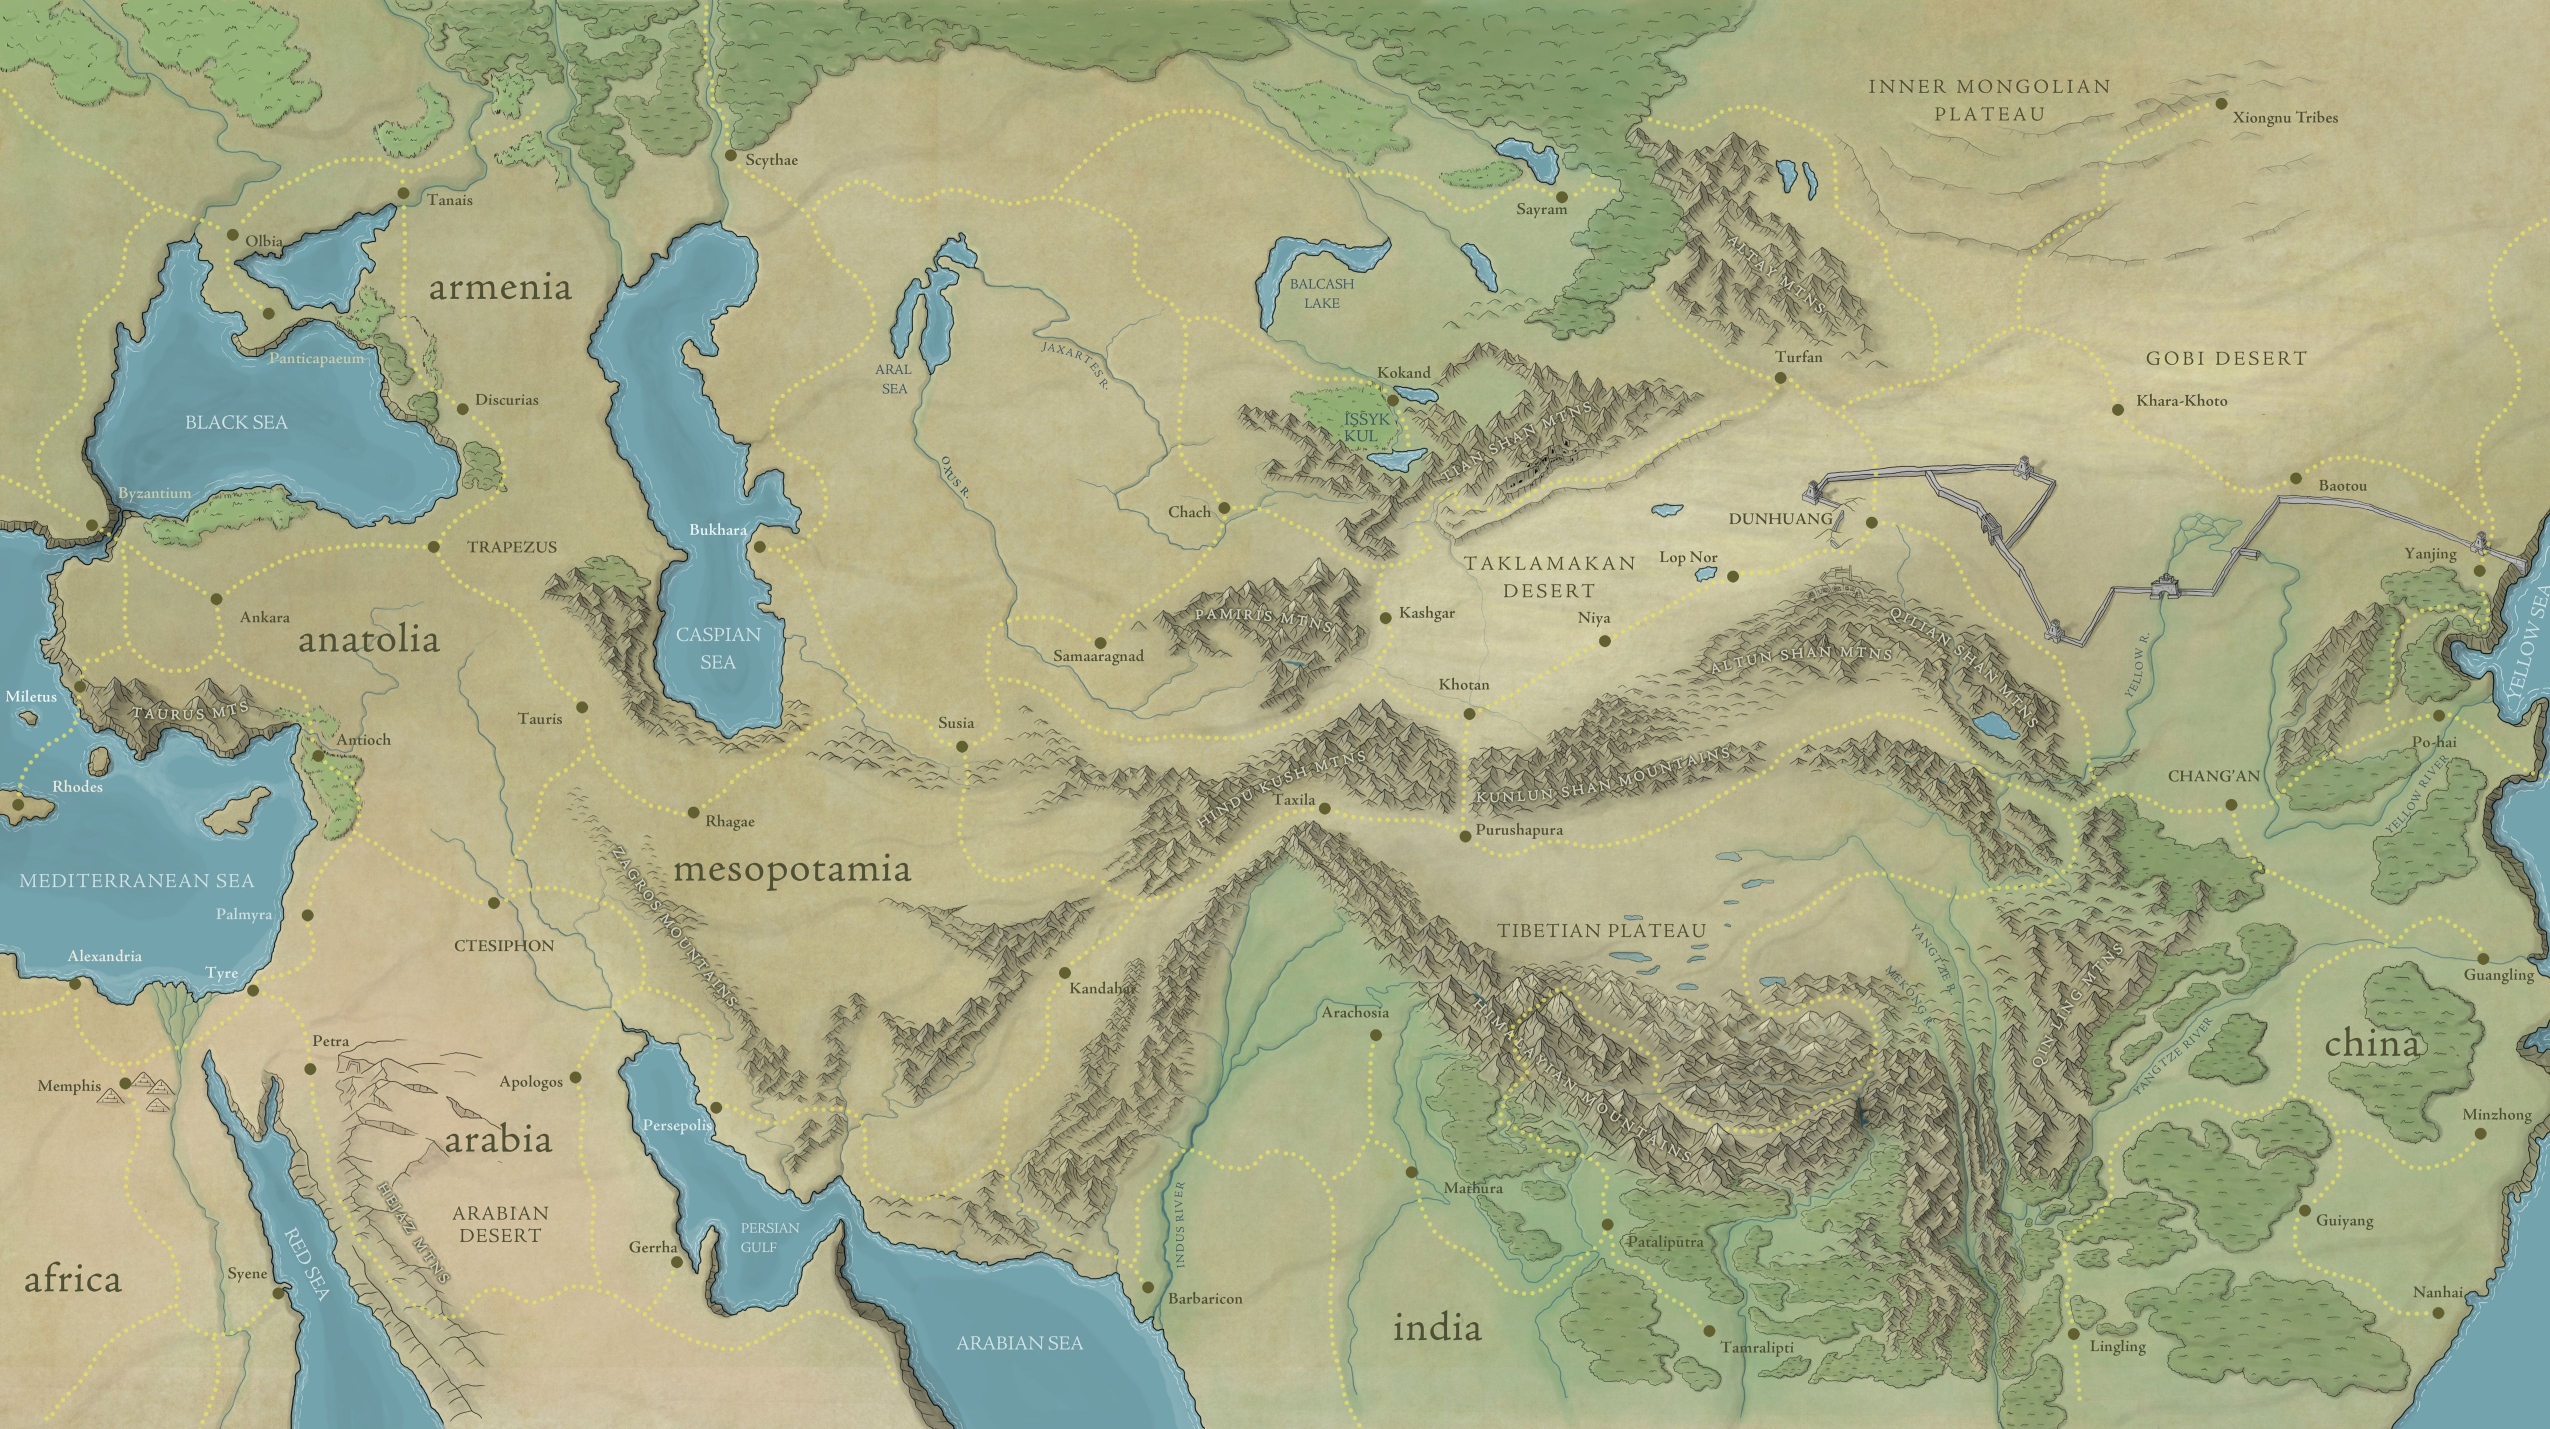 INNER MONGOLIAN
PLATEAU
Xiongnu Tribes
Scythae
Tanais
Sayram
Olbia
armenia
ALTAY MTNS
BALCASH
LAKE
Panticapaeum
JAXARTES R.
ARAL
SEA
Kokand
Turfan
GOBI DESERT
Khara-Khoto
Discurias
BLACK SEA
ISSYK
KUL
TIAN SHAN MTNS
OXUS R.
Byzantium
Baotou
Chach
DUNHUANG
Bukhara
TRAPEZUS
Lop Nor
Yanjing
TAKLAMAKAN
DESERT
Ankara
anatolia
CASPIAN
SEA
PAMIRIS MTNS
Kashgar
Niya
QILIAN SHAN MTNS
YELLOW SEA
Samaaragnad
ALTUN SHAN MTNS
YELLOW R.
Miletus
TAURUS MTS
Tauris
Susia
Khotan
Antioch
Po-hai
Rhodes
HINDU KUSH MTNS
KUNLUN SHAN MOUNTAINS
CHANG'AN
Taxila
YELLOW RIVER
Rhagae
Purushapura
mesopotamia
MEDITERRANEAN SEA
ZAGROS MOUNTAINS
Palmyra
CTESIPHON
TIBETIAN PLATEAU
YANGTZE R.
Alexandria
Tyre
Kandahar
MEKONG R.
QIN LING MTNS
Guangling
Arachosia
HIMALAYIAN MOUNTAINS
Petra
china
YANGTZE RIVER
Memphis
Apologos
Persepolis
arabia
Minzhong
HEJAZ MTNS
Mathura
ARABIAN
DESERT
INDUS RIVER
PERSIAN
GULF
Gerrha
Pataliputra
Guiyang
africa
Syene
RED SEA
Barbaricon
Nanhai
india
ARABIAN SEA
Tamralipti
Lingling